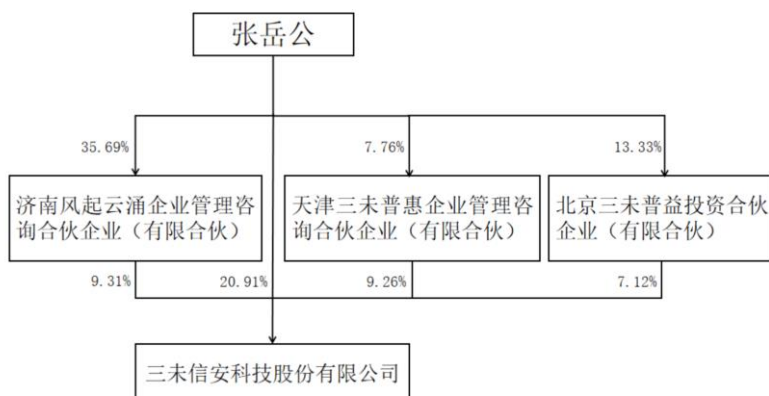 张岳公
35.69%
7.76%
13.33%
济南风起云涌企业管理咨
询合伙企业（有限合伙）
天津三未普惠企业管理咨
询合伙企业（有限合伙）
北京三未普益投资合伙
企业（有限合伙）
9.31%
20.91%
9.26%
7.12%
三未信安科技股份有限公司